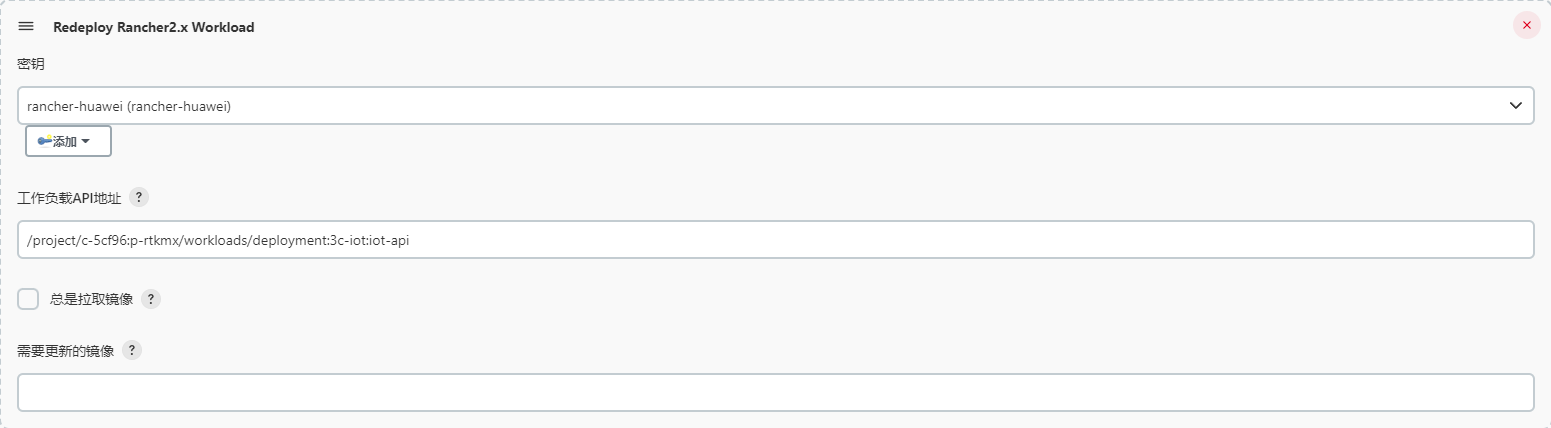 Redeploy Rancher2.x Workload
密钥
rancher-huawei (rancher-huawei)
添加
工作负载API地址 ?
/project/c-5cf96:p-rtkmx/workloads/deployment:3c-iot:iot-api
总是拉取镜像 ?
需要更新的镜像 ?